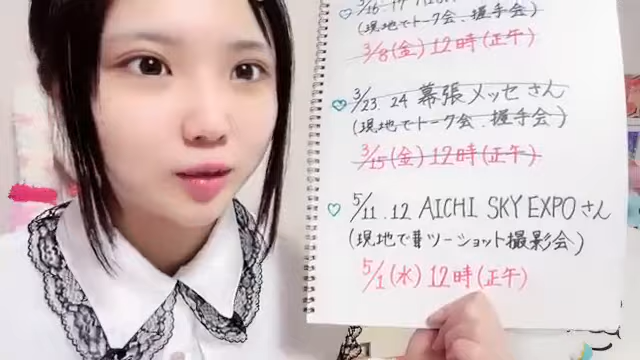 (現地でトーク会、握手会)
3/8(金)12時(正午)
3/23.24 幕張メッセさん
(現地でトーク会、握手会)
3/15(金)12時(正午)
5/11.12 AICHI SKY EXPOさん
(現地でツーショット撮影会)
5/1(水)12時(正午)